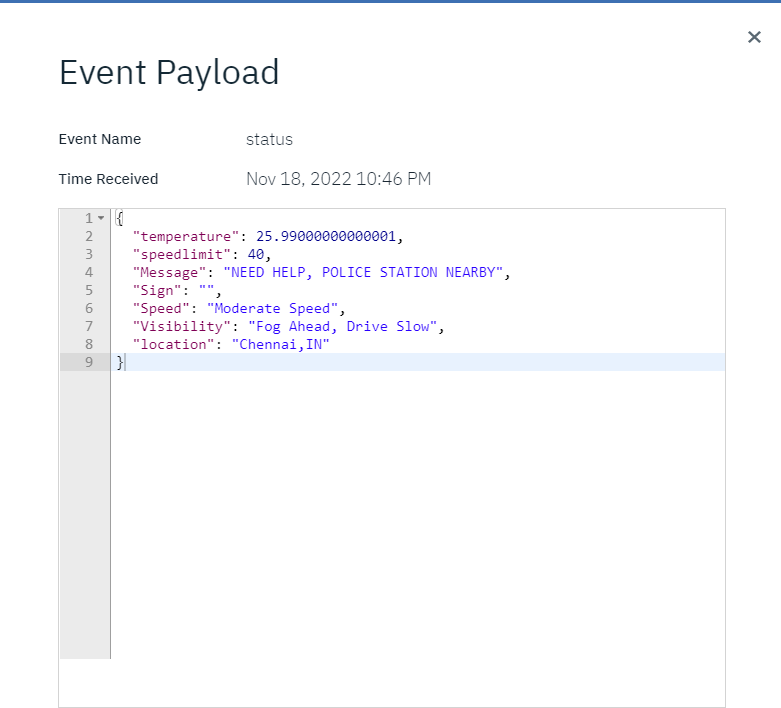 Event Payload
Event Name status
Time Received Nov 18, 2022 10:46 PM
1 {
2 "temperature": 25.99000000000001,
3 "speedlimit": 40,
4 "Message": "NEED HELP, POLICE STATION NEARBY",
5 "Sign": "",
6 "Speed": "Moderate Speed",
7 "Visibility": "Fog Ahead, Drive Slow",
8 "location": "Chennai,IN"
9 }